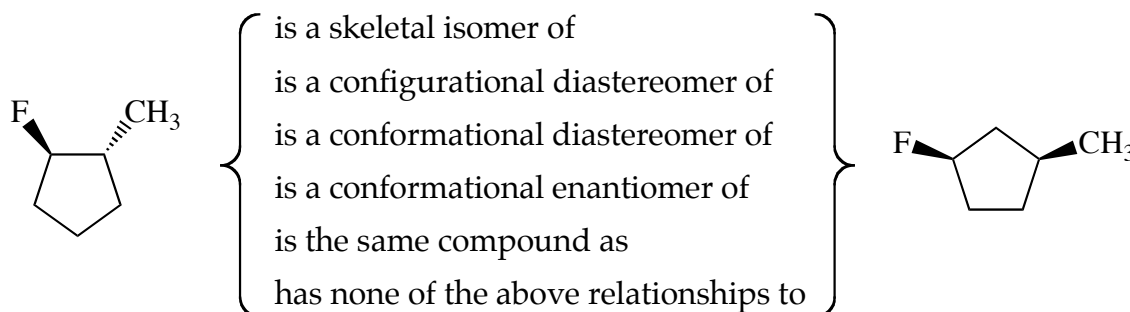 F
CH3
is a skeletal isomer of
is a configurational diastereomer of
is a conformational diastereomer of
is a conformational enantiomer of
is the same compound as
has none of the above relationships to
F
CH3